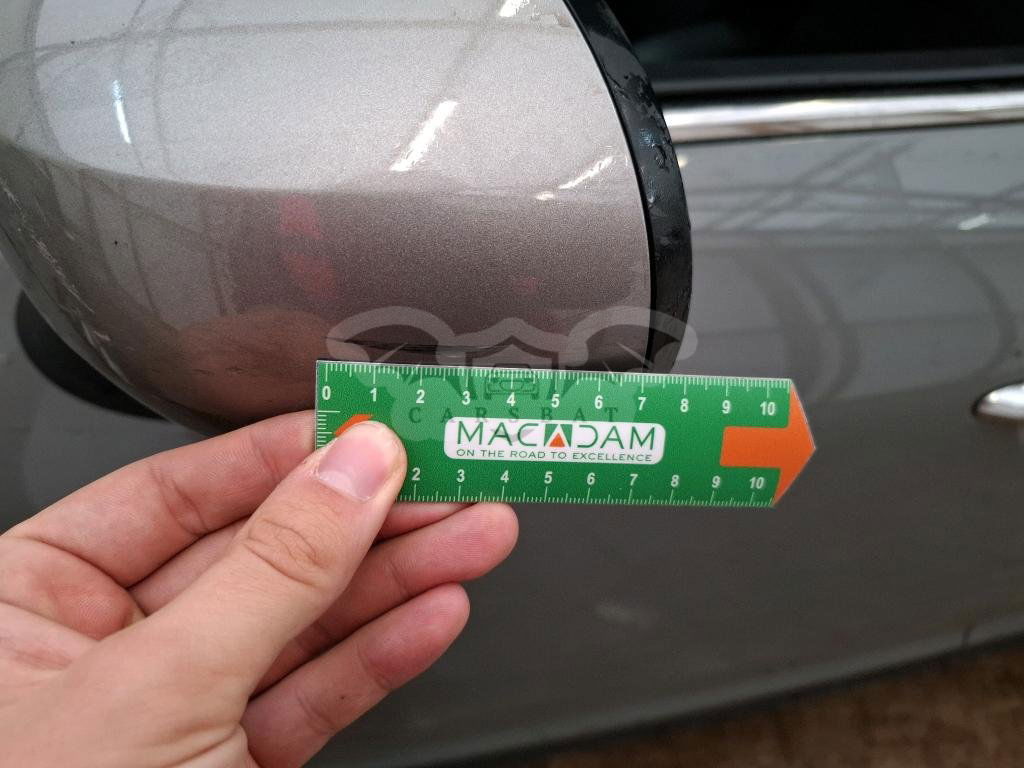 CARSBAT
0 1 2 3 4 5 6 7 8 9 10
MACADAM
ON THE ROAD TO EXCELLENCE
2 3 4 5 6 7 8 9 10